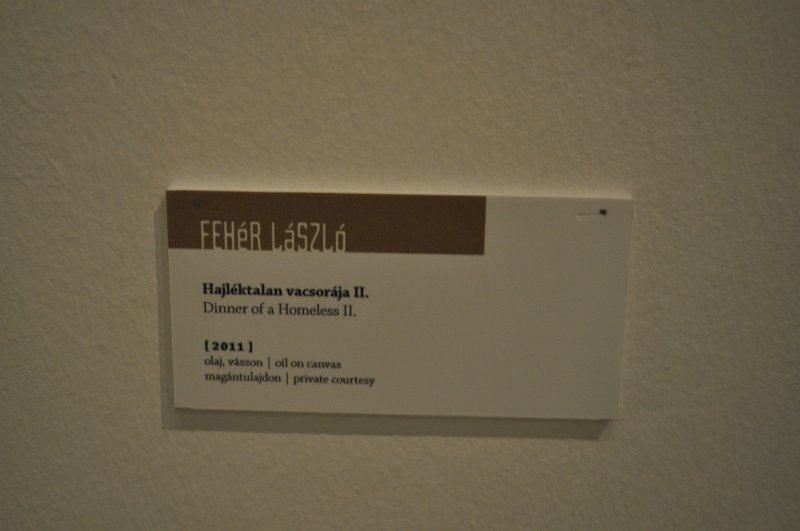 FEHéR LáSZLó
Hajléktalan vacsorája II.
Dinner of a Homeless II.
[2011]
olaj, vászon | oil on canvas
magántulajdon | private courtesy